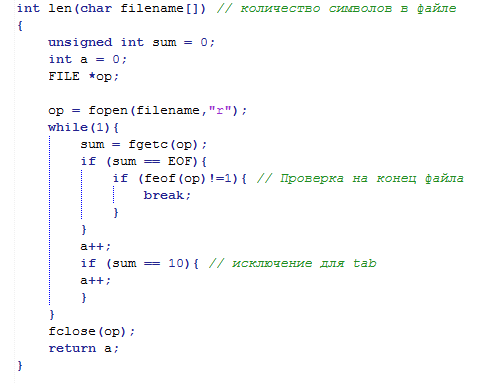 int len(char filename[]) // количество символов в файле
{
    unsigned int sum = 0;
    int a = 0;
    FILE *op;
    op = fopen(filename,"r");
    while(1){
        sum = fgetc(op);
        if (sum == EOF){
            if (feof(op)!=1){ // Проверка на конец файла
                break;
            }
        }
        a++;
        if (sum == 10){ // исключение для tab
        a++;
        }
    }
    fclose(op);
    return a;
}